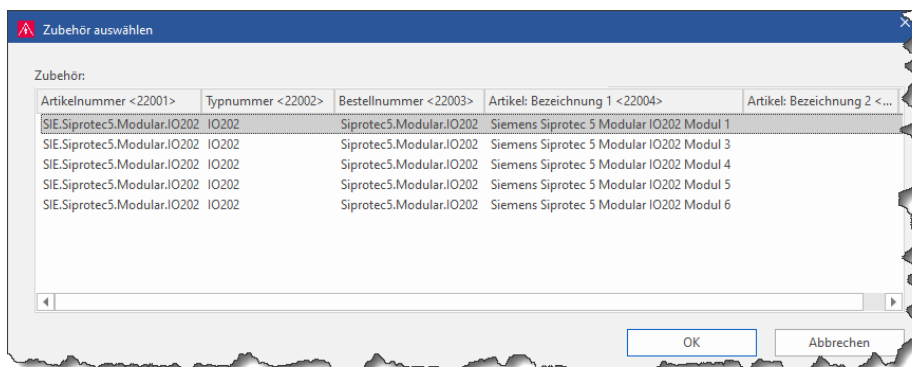 Zubehör auswählen
Zubehör:
Artikelnummer <22001> Typnummer <22002> Bestellnummer <22003> Artikel: Bezeichnung 1 <22004> Artikel: Bezeichnung 2 <...
SIE.Siprotec5.Modular.IO202 IO202 Siprotec5.Modular.IO202 Siemens Siprotec 5 Modular IO202 Modul 1
SIE.Siprotec5.Modular.IO202 IO202 Siprotec5.Modular.IO202 Siemens Siprotec 5 Modular IO202 Modul 3
SIE.Siprotec5.Modular.IO202 IO202 Siprotec5.Modular.IO202 Siemens Siprotec 5 Modular IO202 Modul 4
SIE.Siprotec5.Modular.IO202 IO202 Siprotec5.Modular.IO202 Siemens Siprotec 5 Modular IO202 Modul 5
SIE.Siprotec5.Modular.IO202 IO202 Siprotec5.Modular.IO202 Siemens Siprotec 5 Modular IO202 Modul 6
OK Abbrechen